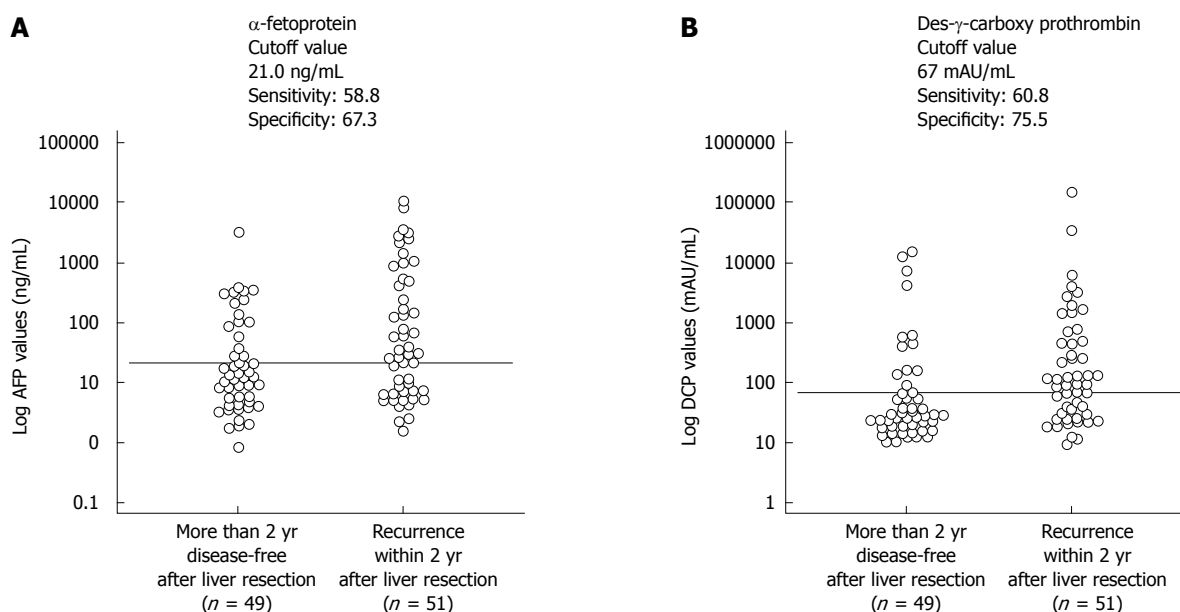 A
α-fetoprotein
Cutoff value
21.0 ng/mL
Sensitivity: 58.8
Specificity: 67.3
Log AFP values (ng/mL)
100000
10000
1000
100
10
0
0.1
More than 2 yr
disease-free
after liver resection
(n = 49)
Recurrence
within 2 yr
after liver resection
(n = 51)
B
Des-γ-carboxy prothrombin
Cutoff value
67 mAU/mL
Sensitivity: 60.8
Specificity: 75.5
Log DCP values (mAU/mL)
1000000
100000
10000
1000
100
10
1
More than 2 yr
disease-free
after liver resection
(n = 49)
Recurrence
within 2 yr
after liver resection
(n = 51)